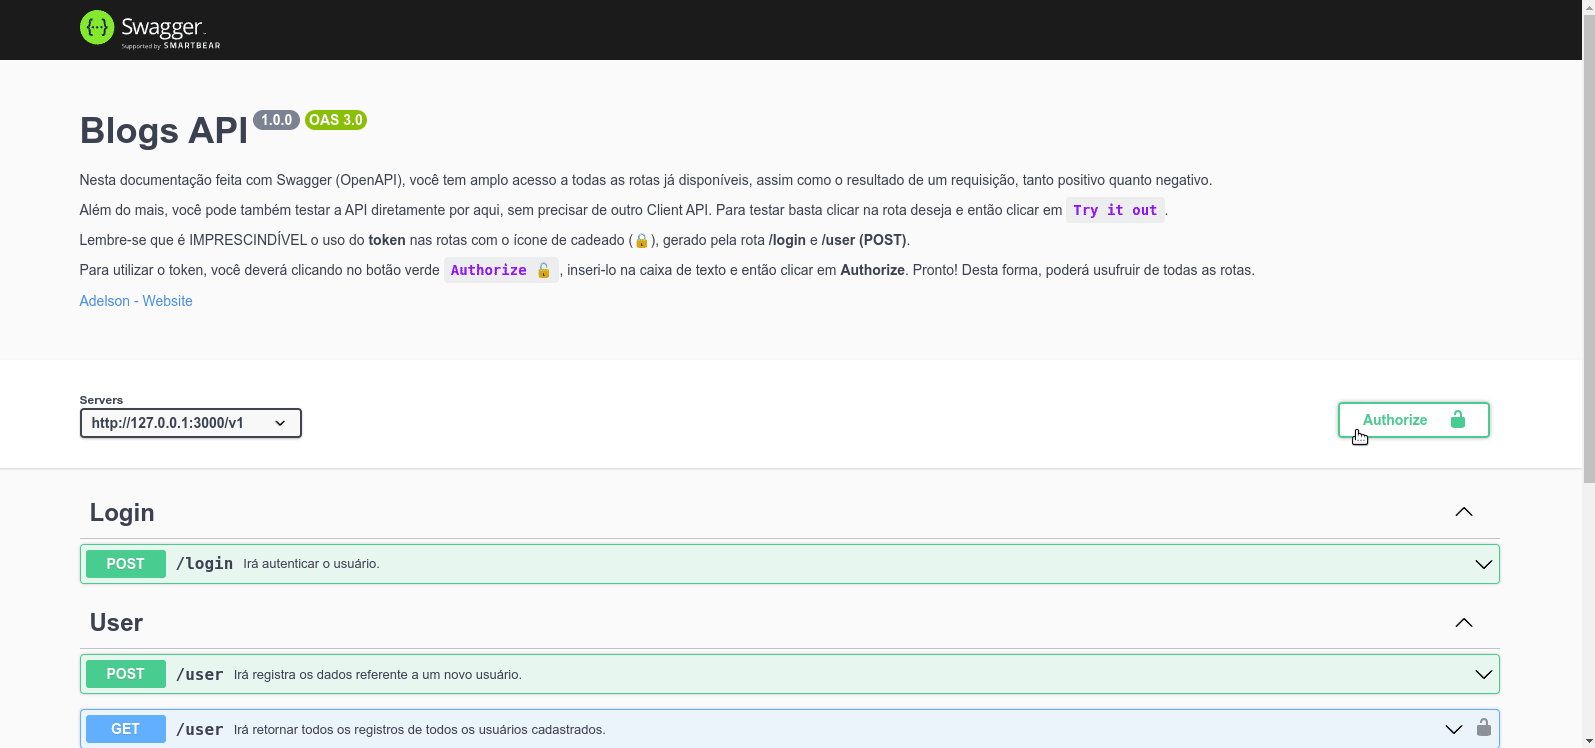 Swagger
Supported by SMARTBEAR
Blogs API 1.0.0 OAS 3.0
Nesta documentação feita com Swagger (OpenAPI), você tem amplo acesso a todas as rotas já disponíveis, assim como o resultado de um requisição, tanto positivo quanto negativo.
Além do mais, você pode também testar a API diretamente por aqui, sem precisar de outro Client API. Para testar basta clicar na rota deseja e então clicar em Try it out.
Lembre-se que é IMPRESCINDÍVEL o uso do token nas rotas com o ícone de cadeado (🔒), gerado pela rota /login e /user (POST).
Para utilizar o token, você deverá clicando no botão verde Authorize 🔓, inseri-lo na caixa de texto e então clicar em Authorize. Pronto! Desta forma, poderá usufruir de todas as rotas.
Adelson - Website
Servers
http://127.0.0.1:3000/v1
Authorize
Login
POST /login Irá autenticar o usuário.
User
POST /user Irá registra os dados referente a um novo usuário.
GET /user Irá retornar todos os registros de todos os usuários cadastrados.